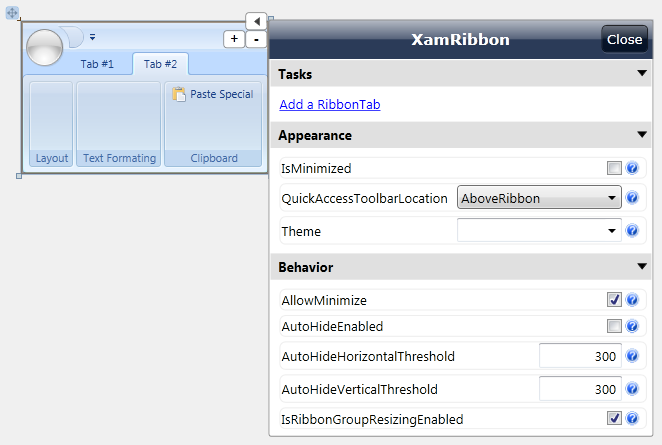 + -
Tab #1 Tab #2
Paste Special
Layout Text Formating Clipboard
XamRibbon Close
Tasks
Add a RibbonTab
Appearance
IsMinimized ?
QuickAccessToolbarLocation AboveRibbon ?
Theme ?
Behavior
AllowMinimize ?
AutoHideEnabled ?
AutoHideHorizontalThreshold 300 ?
AutoHideVerticalThreshold 300 ?
IsRibbonGroupResizingEnabled ?